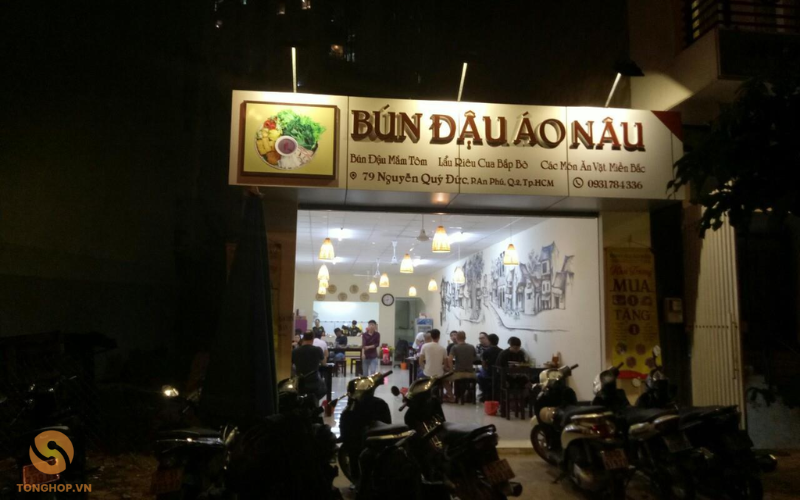 BÚN ĐẬU ÁO NÂU
Bún Đậu Mắm Tôm Lẩu Riêu Cua Bắp Bò Các Món Ăn Vặt Miền Bắc
79 Nguyễn Quý Đức, P.An Phú, Q.2, Tp.HCM 0931784336
MUA
TẶNG
TONGHOP.VN